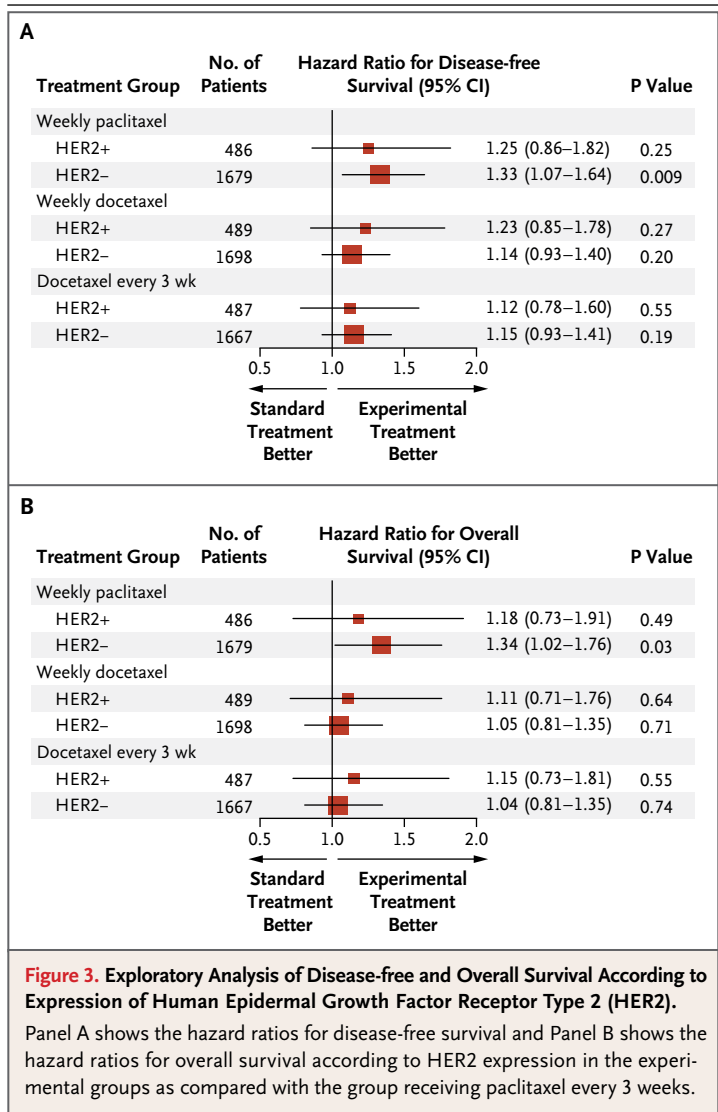 A
No. of Hazard Ratio for Disease-free
Treatment Group Patients Survival (95% CI) P Value
Weekly paclitaxel
HER2+ 486 1.25 (0.86–1.82) 0.25
HER2– 1679 1.33 (1.07–1.64) 0.009
Weekly docetaxel
HER2+ 489 1.23 (0.85–1.78) 0.27
HER2– 1698 1.14 (0.93–1.40) 0.20
Docetaxel every 3 wk
HER2+ 487 1.12 (0.78–1.60) 0.55
HER2– 1667 1.15 (0.93–1.41) 0.19
0.5 1.0 1.5 2.0
Standard Experimental
Treatment Treatment
Better Better
B
No. of Hazard Ratio for Overall
Treatment Group Patients Survival (95% CI) P Value
Weekly paclitaxel
HER2+ 486 1.18 (0.73–1.91) 0.49
HER2– 1679 1.34 (1.02–1.76) 0.03
Weekly docetaxel
HER2+ 489 1.11 (0.71–1.76) 0.64
HER2– 1698 1.05 (0.81–1.35) 0.71
Docetaxel every 3 wk
HER2+ 487 1.15 (0.73–1.81) 0.55
HER2– 1667 1.04 (0.81–1.35) 0.74
0.5 1.0 1.5 2.0
Standard Experimental
Treatment Treatment
Better Better
Figure 3. Exploratory Analysis of Disease-free and Overall Survival According to
Expression of Human Epidermal Growth Factor Receptor Type 2 (HER2).
Panel A shows the hazard ratios for disease-free survival and Panel B shows the
hazard ratios for overall survival according to HER2 expression in the experi-
mental groups as compared with the group receiving paclitaxel every 3 weeks.